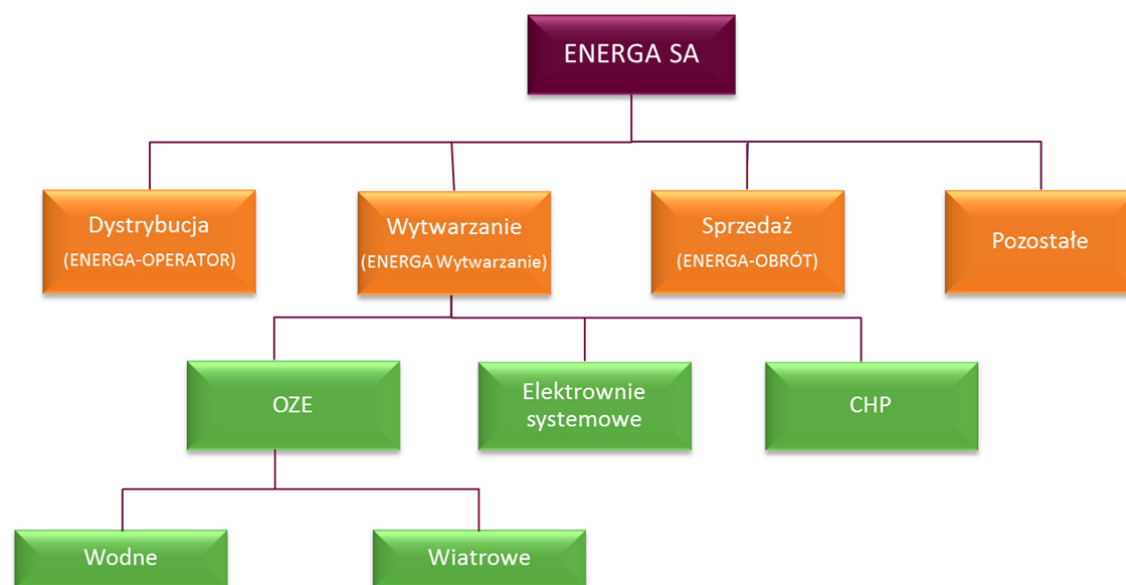 ENERGA SA
Dystrybucja
(ENERGA-OPERATOR)
Wytwarzanie
(ENERGA Wytwarzanie)
Sprzedaż
(ENERGA-OBRÓT)
Pozostałe
OZE
Elektrownie
systemowe
CHP
Wodne
Wiatrowe